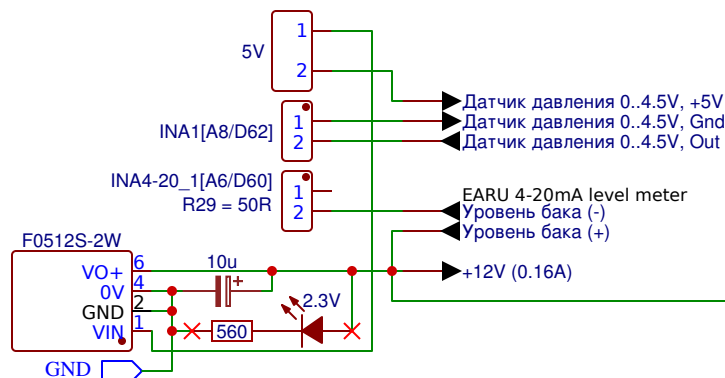 1
5V
2
Датчик давления 0..4.5V, +5V
1
Датчик давления 0..4.5V, Gnd
INA1[A8/D62]
2
Датчик давления 0..4.5V, Out
INA4-20_1[A6/D60]
1
EARU 4-20mA level meter
R29 = 50R
2
Уровень бака (-)
Уровень бака (+)
F0512S-2W
10u
VO+ 6
+
+12V (0.16A)
0V 4
2.3V
GND 2
VIN 1
560
GND